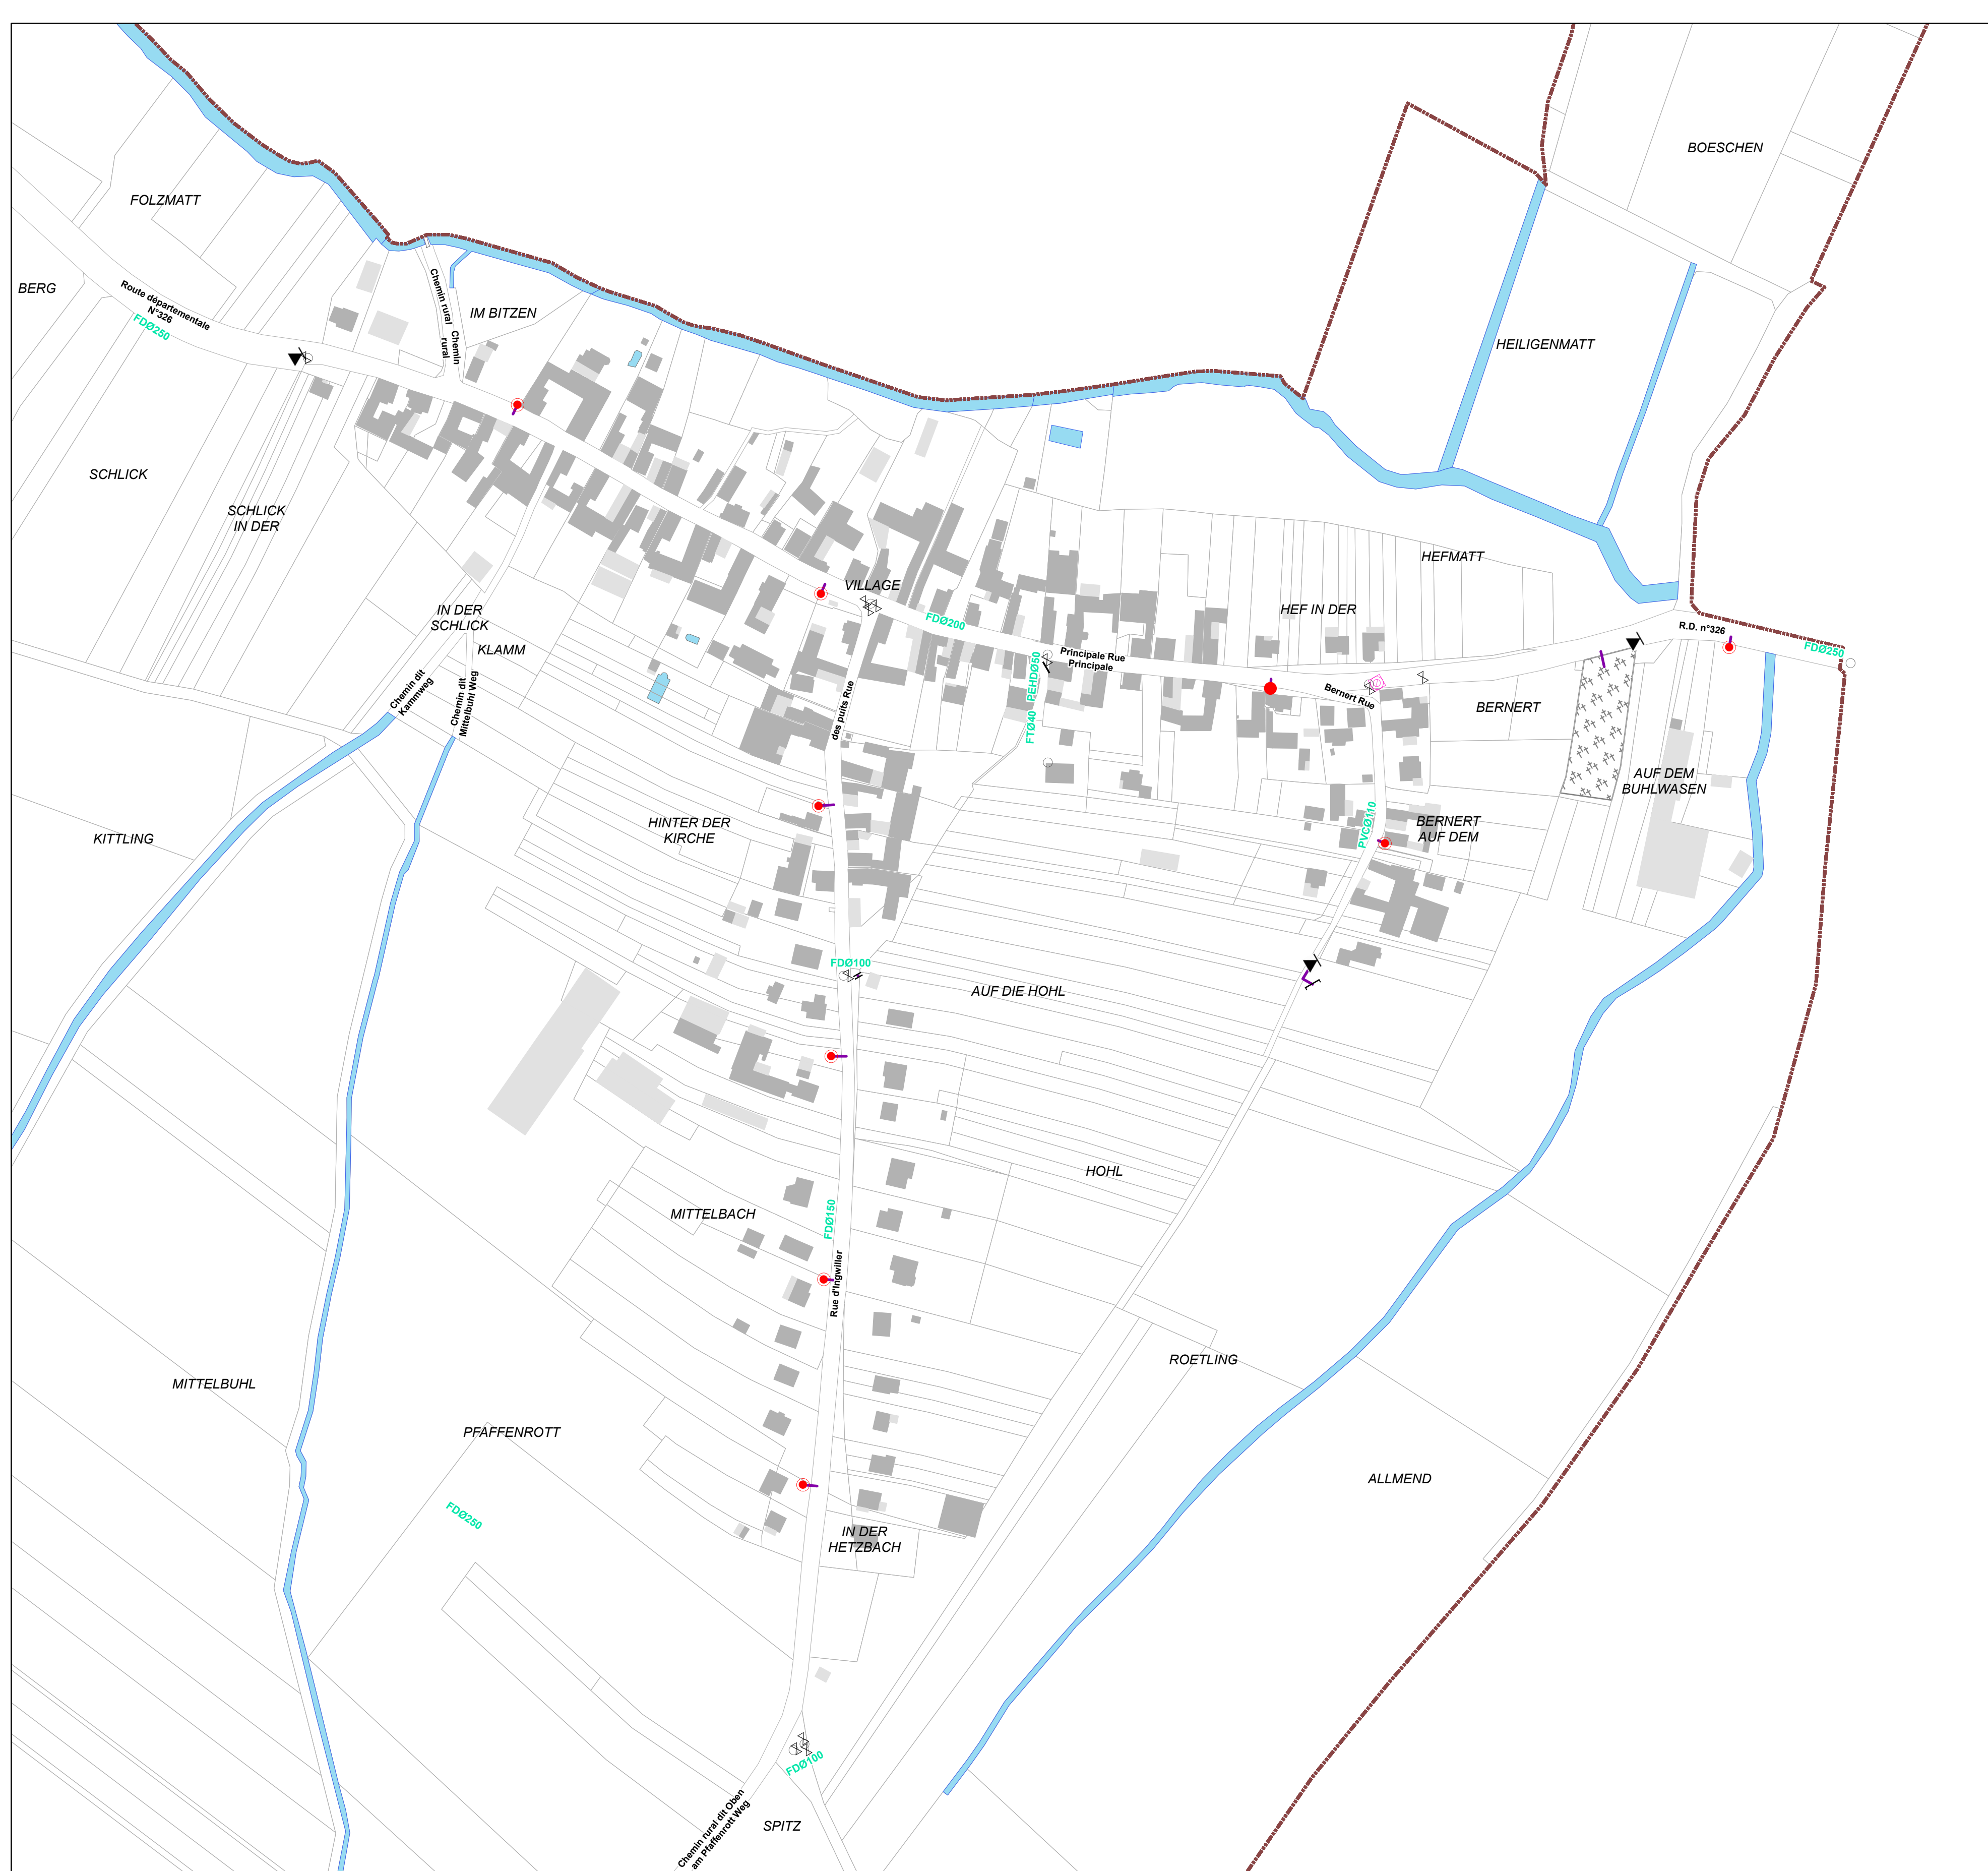 BOESCHEN
FOLZMATT
BERG
Route départementale
N°326
FDØ250
Chemin rural
Chemin
rural
IM BITZEN
HEILIGENMATT
SCHLICK
SCHLICK
IN DER
HEFMATT
VILLAGE
IN DER
SCHLICK
KLAMM
HEF IN DER
FDØ200
R.D. n°326
FDØ250
Principale Rue
Principale
PEHDØ50
FTØ40
Bernert Rue
BERNERT
Chemin dit
Kammweg
Chemin dit
Mittelbuhl Weg
des puits Rue
AUF DEM
BUHLWASEN
KITTLING
HINTER DER
KIRCHE
PVCØ110
BERNERT
AUF DEM
FDØ100
AUF DIE HOHL
HOHL
MITTELBACH
FDØ150
Rue d'Ingwiller
ROETLING
MITTELBUHL
PFAFFENROTT
ALLMEND
FDØ250
IN DER
HETZBACH
FDØ100
Chemin rural dit Oben
am Pfaffenrott Weg
SPITZ